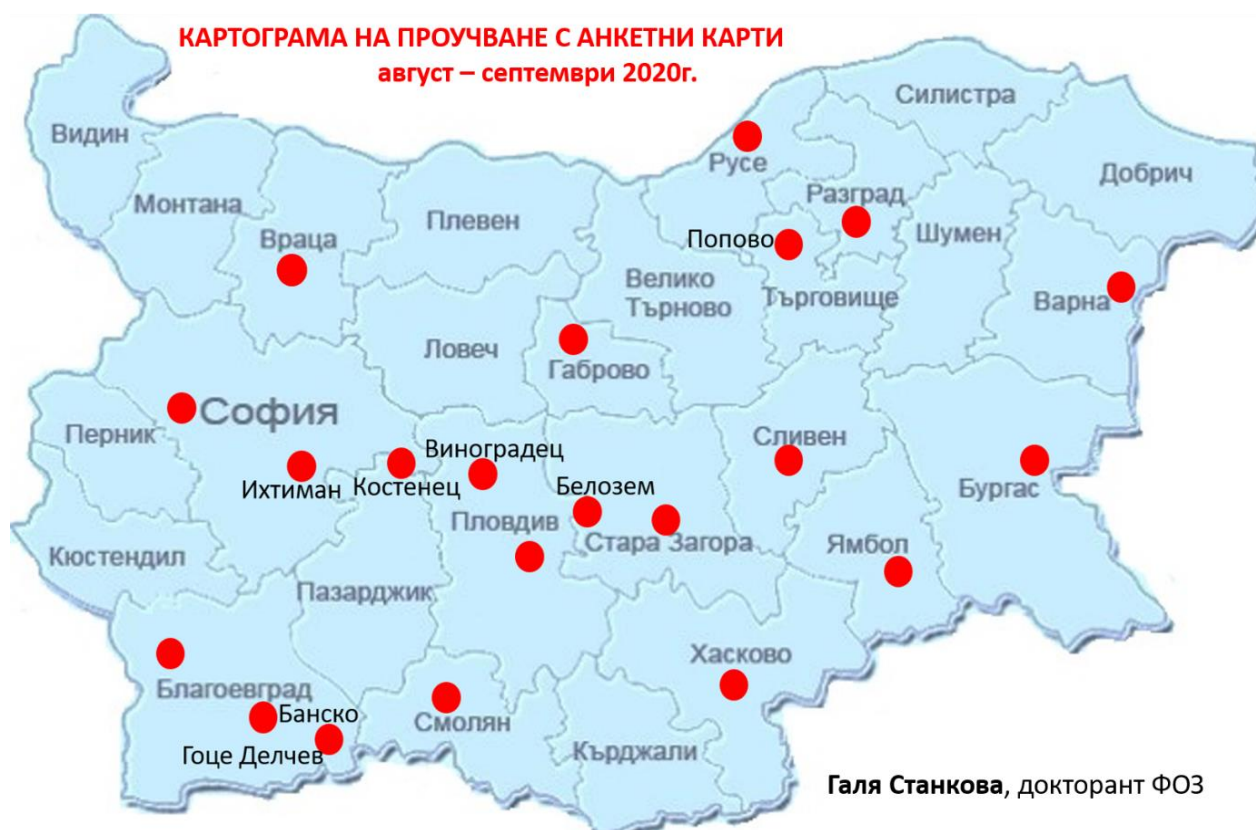 КАРТОГРАМА НА ПРОУЧВАНЕ С АНКЕТНИ КАРТИ
август – септември 2020г.
Силистра
Видин
Русе
Добрич
Монтана
Разград
Плевен
Враца
Попово
Шумен
Велико
Търново
Търговище
Варна
Ловеч
Габрово
София
Перник
Сливен
Виноградец
Ихтиман
Костенец
Белозем
Бургас
Пловдив
Стара Загора
Ямбол
Кюстендил
Пазарджик
Хасково
Благоевград
Банско
Смолян
Гоце Делчев
Кърджали
Галя Станкова, докторант ФОЗ